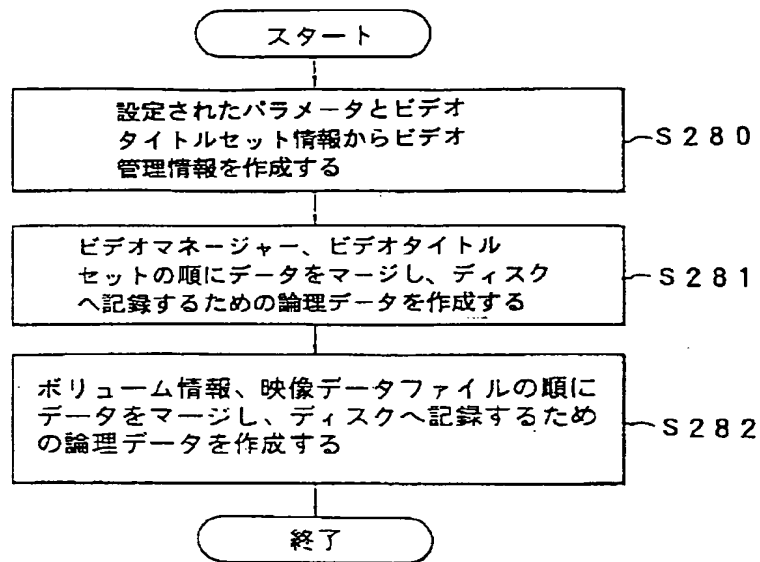 スタート
設定されたパラメータとビデオ
タイトルセット情報からビデオ
管理情報を作成する
S280
ビデオマネージャー、ビデオタイトル
セットの順にデータをマージし、ディスク
へ記録するための論理データを作成する
S281
ボリューム情報、映像データファイルの順に
データをマージし、ディスクへ記録するため
の論理データを作成する
S282
終了